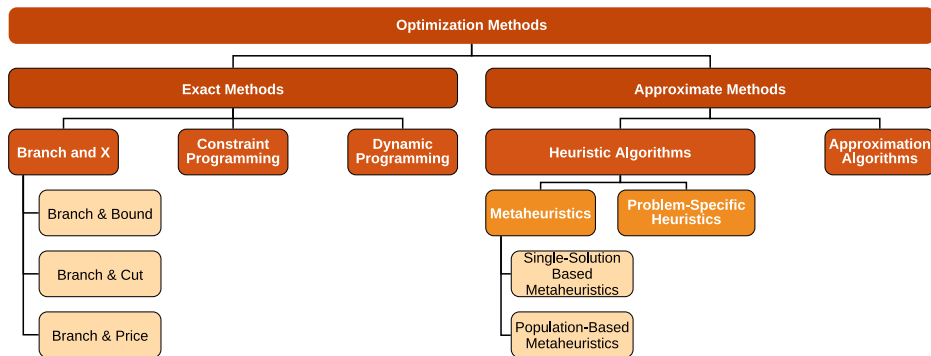 Optimization Methods
Exact Methods
Approximate Methods
Branch and X
Constraint
Programming
Dynamic
Programming
Heuristic Algorithms
Approximation
Algorithms
Branch & Bound
Branch & Cut
Branch & Price
Metaheuristics
Problem-Specific
Heuristics
Single-Solution
Based
Metaheuristics
Population-Based
Metaheuristics